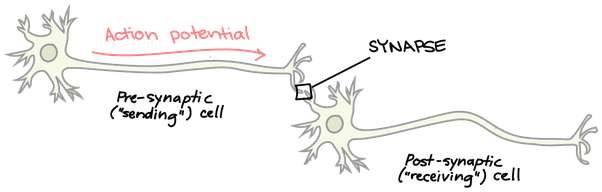 Action potential
SYNAPSE
Pre-synaptic
("sending") cell
Post-synaptic
("receiving") cell